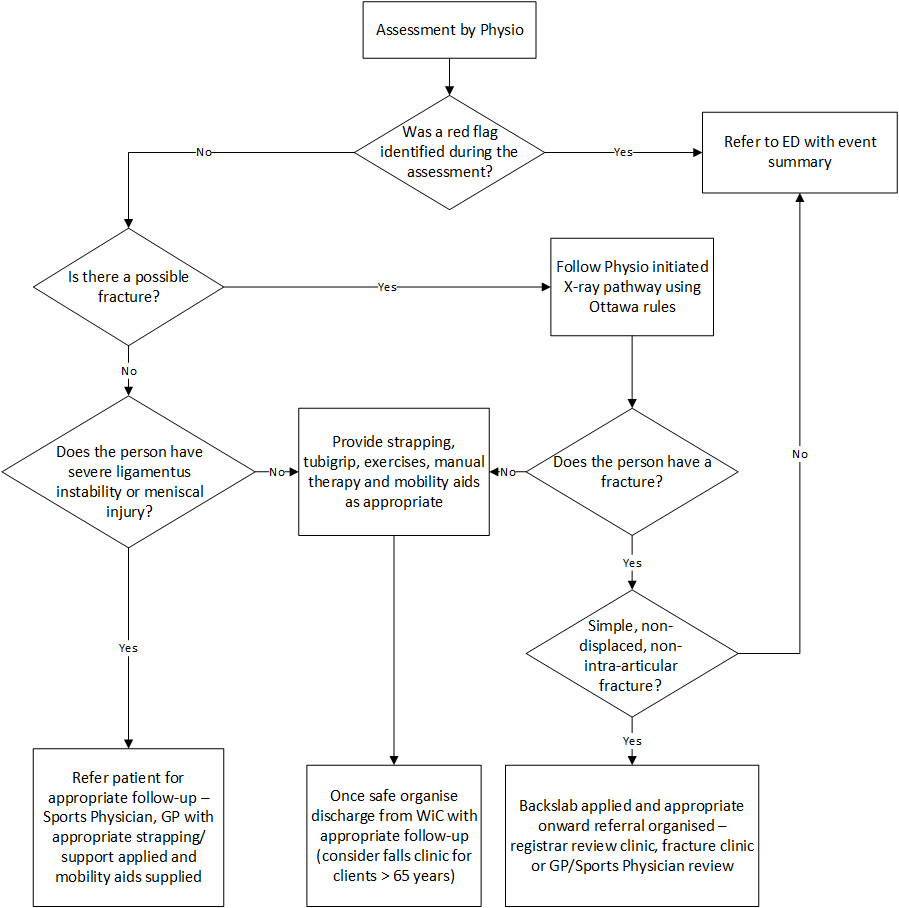 Assessment by Physio
Was a red flag
identified during the
assessment?
No
Yes
Refer to ED with event
summary
Is there a possible
fracture?
Yes
Follow Physio initiated
X-ray pathway using
Ottawa rules
No
Does the person have
severe ligamentus
instability or meniscal
injury?
No
Provide strapping,
tubigrip, exercises, manual
therapy and mobility aids
as appropriate
No
Does the person have a
fracture?
No
Yes
Simple, non-
displaced, non-
intra-articular
fracture?
Yes
Yes
Refer patient for
appropriate follow-up –
Sports Physician, GP with
appropriate strapping/
support applied and
mobility aids supplied
Once safe organise
discharge from WiC with
appropriate follow-up
(consider falls clinic for
clients > 65 years)
Backslab applied and appropriate
onward referral organised –
registrar review clinic, fracture clinic
or GP/Sports Physician review